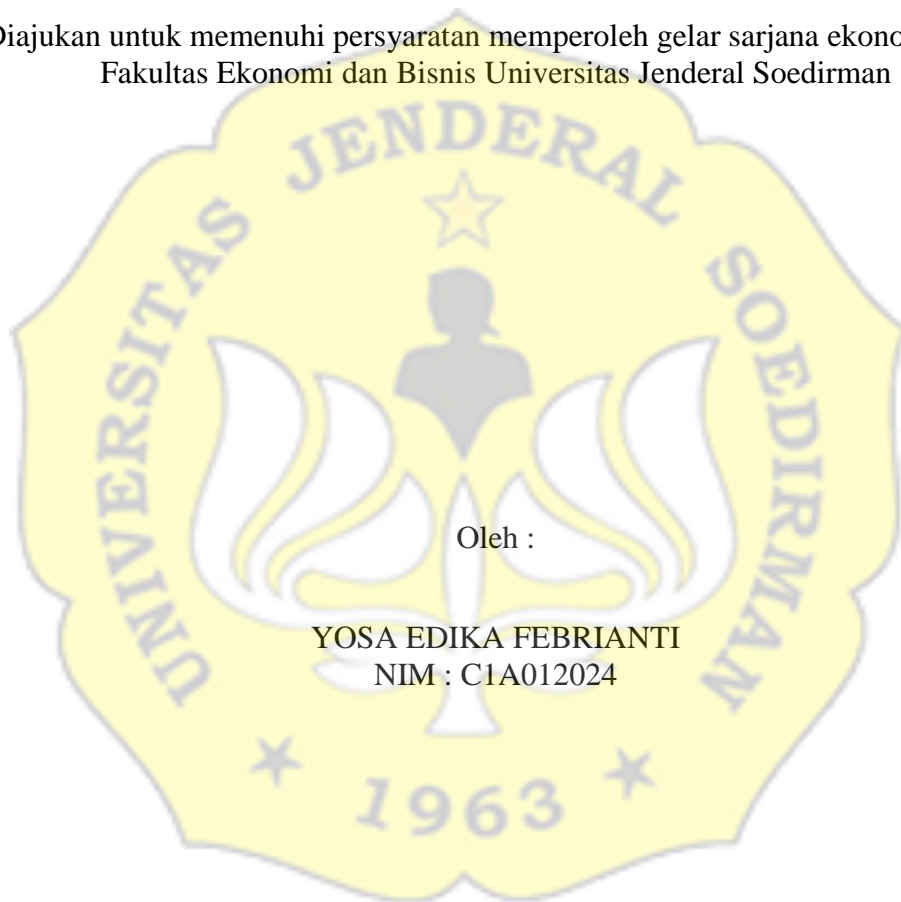 Diajukan untuk memenuhi persyaratan memperoleh gelar sarjana
Fakultas Ekonomi dan Bisnis Universitas Jenderal Soedirman
UNIVERSITAS JENDERAL SOEDIRMAN
Oleh :
YOSA EDIKA FEBRIANTI
NIM : C1A012024
1963